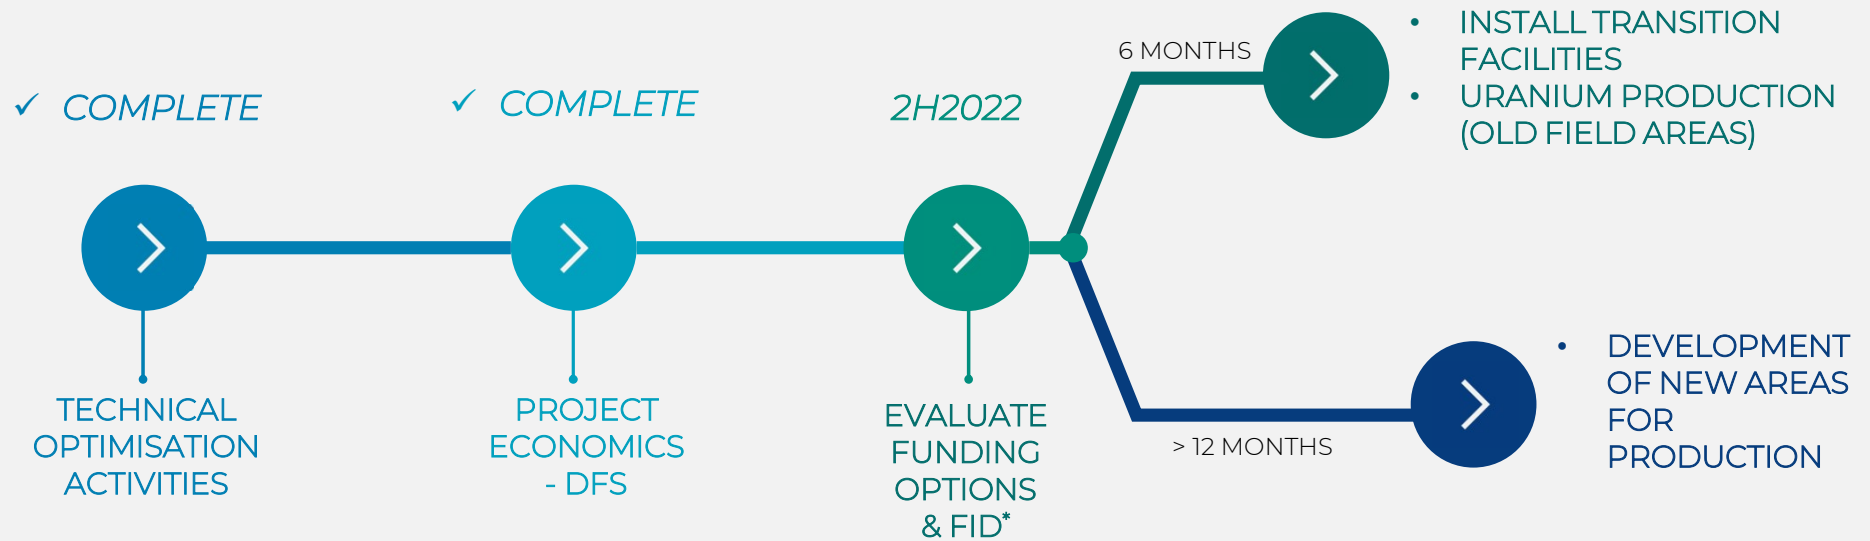 ✓ COMPLETE
TECHNICAL
OPTIMISATION
ACTIVITIES
✓ COMPLETE
PROJECT
ECONOMICS
- DFS
2H2022
EVALUATE
FUNDING
OPTIONS
& FID*
6 MONTHS
• INSTALL TRANSITION
FACILITIES
• URANIUM PRODUCTION
(OLD FIELD AREAS)
> 12 MONTHS
• DEVELOPMENT
OF NEW AREAS
FOR
PRODUCTION